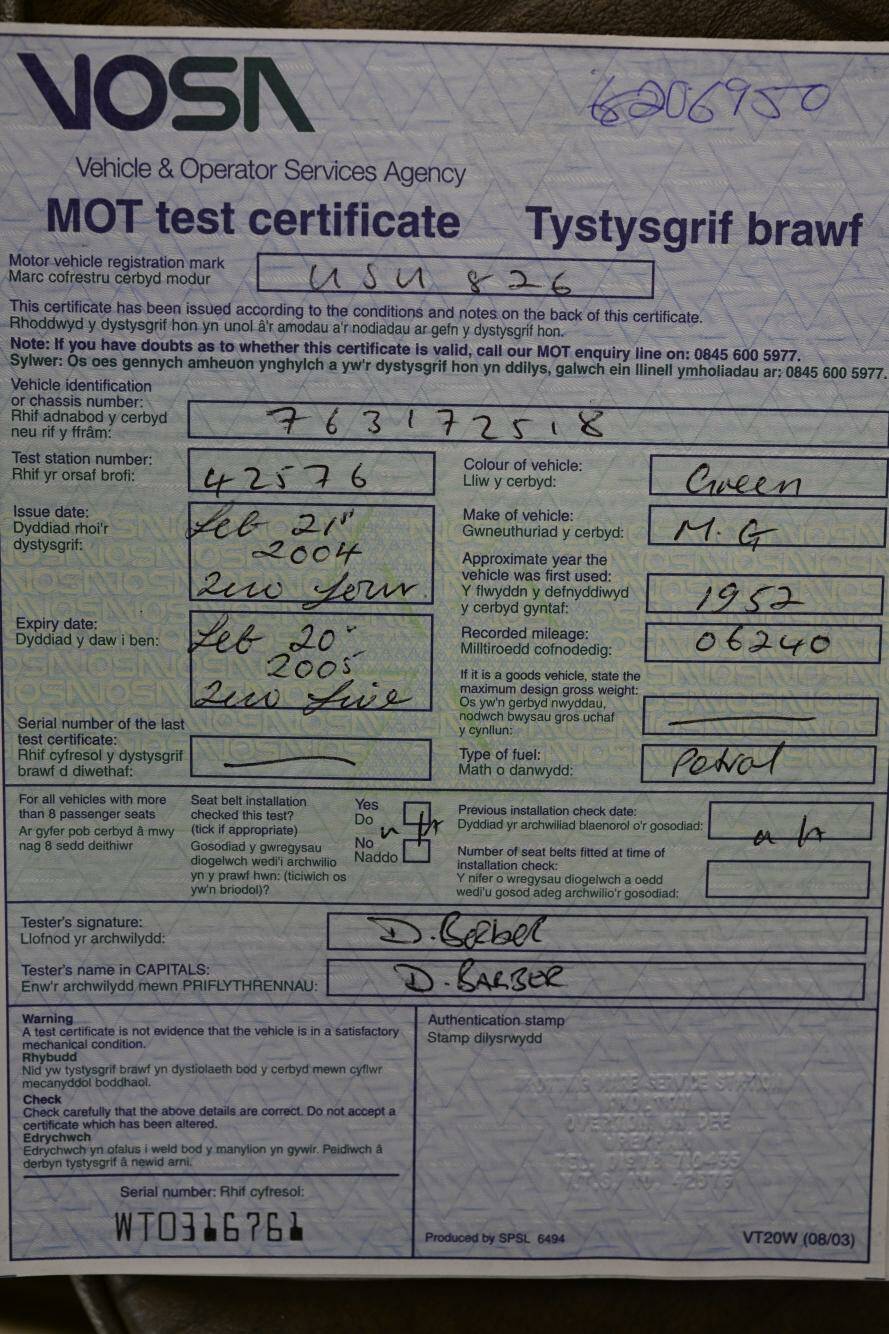 VOSA
6206950
Vehicle & Operator Services Agency
MOT test certificate Tystysgrif brawf
Motor vehicle registration mark
Marc cofrestru cerbyd modur
USU 826
This certificate has been issued according to the conditions and notes on the back of this certificate.
Rhoddwyd y dystysgrif hon yn unol â'r amodau a'r nodiadau ar gefn y dystysgrif hon.
Note: If you have doubts as to whether this certificate is valid, call our MOT enquiry line on: 0845 600 5977.
Sylwer: Os oes gennych amheuon ynghylch a yw'r dystysgrif hon yn ddilys, galwch ein llinell ymholiadau ar: 0845 600 5977.
Vehicle identification
or chassis number:
Rhif adnabod y cerbyd
neu rif y ffrâm:
763172518
Test station number:
Rhif yr orsaf brofi:
42576
Colour of vehicle:
Lliw y cerbyd:
Green
Issue date:
Dyddiad rhoi'r
dystysgrif:
Feb 21st
2004
Zero four
Make of vehicle:
Gwneuthuriad y cerbyd:
M.G
Approximate year the
vehicle was first used:
Y flwyddyn y defnyddiwyd
y cerbyd gyntaf:
1952
Expiry date:
Dyddiad y daw i ben:
Feb 20
2005
Zero five
Recorded mileage:
Milltiroedd cofnodedig:
06240
If it is a goods vehicle, state the
maximum design gross weight:
Os yw'n gerbyd nwyddau,
nodwch bwysau gros uchaf
y cynllun:
Serial number of the last
test certificate:
Rhif cyfresol y dystysgrif
brawf d diwethaf:
Type of fuel:
Math o danwydd:
Petrol
For all vehicles with more
than 8 passenger seats
Ar gyfer pob cerbyd â mwy
nag 8 sedd deithiwr
Seat belt installation
checked this test?
(tick if appropriate)
Gosodiad y gwregysau
diogelwch wedi'i archwilio
yn y prawf hwn: (ticiwich os
yw'n briodol)?
Yes
Do
No
Naddo
Previous installation check date:
Dyddiad yr archwiliad blaenorol o'r gosodiad:
Number of seat belts fitted at time of
installation check:
Y nifer o wregysau diogelwch a oedd
wedi'u gosod adeg archwilio'r gosodiad:
Tester's signature:
Llofnod yr archwilydd:
D. Barber
Tester's name in CAPITALS:
Enw'r archwilydd mewn PRIFLYTHRENNAU:
D. BARBER
Warning
A test certificate is not evidence that the vehicle is in a satisfactory
mechanical condition.
Rhybudd
Nid yw tystysgrif brawf yn dystiolaeth bod y cerbyd mewn cyflwr
mecanyddol boddhaol.
Check
Check carefully that the above details are correct. Do not accept a
certificate which has been altered.
Edrychwch
Edrychwch yn ofalus i weld bod y manylion yn gywir. Peidiwch â
derbyn tystysgrif â newid arni.
Serial number: Rhif cyfresol:
WT0316761
Authentication stamp
Stamp dilysrwydd
SERVICE STATION
OVERTON ON DEE
Produced by SPSL 6494
VT20W (08/03)